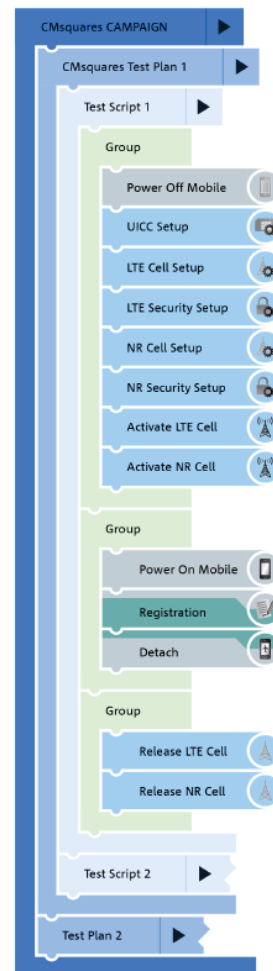 CMsquares CAMPAIGN
CMsquares Test Plan 1
Test Script 1
Group
Power Off Mobile
UICC Setup
LTE Cell Setup
LTE Security Setup
NR Cell Setup
NR Security Setup
Activate LTE Cell
Activate NR Cell
Group
Power On Mobile
Registration
Detach
Group
Release LTE Cell
Release NR Cell
Test Script 2
Test Plan 2